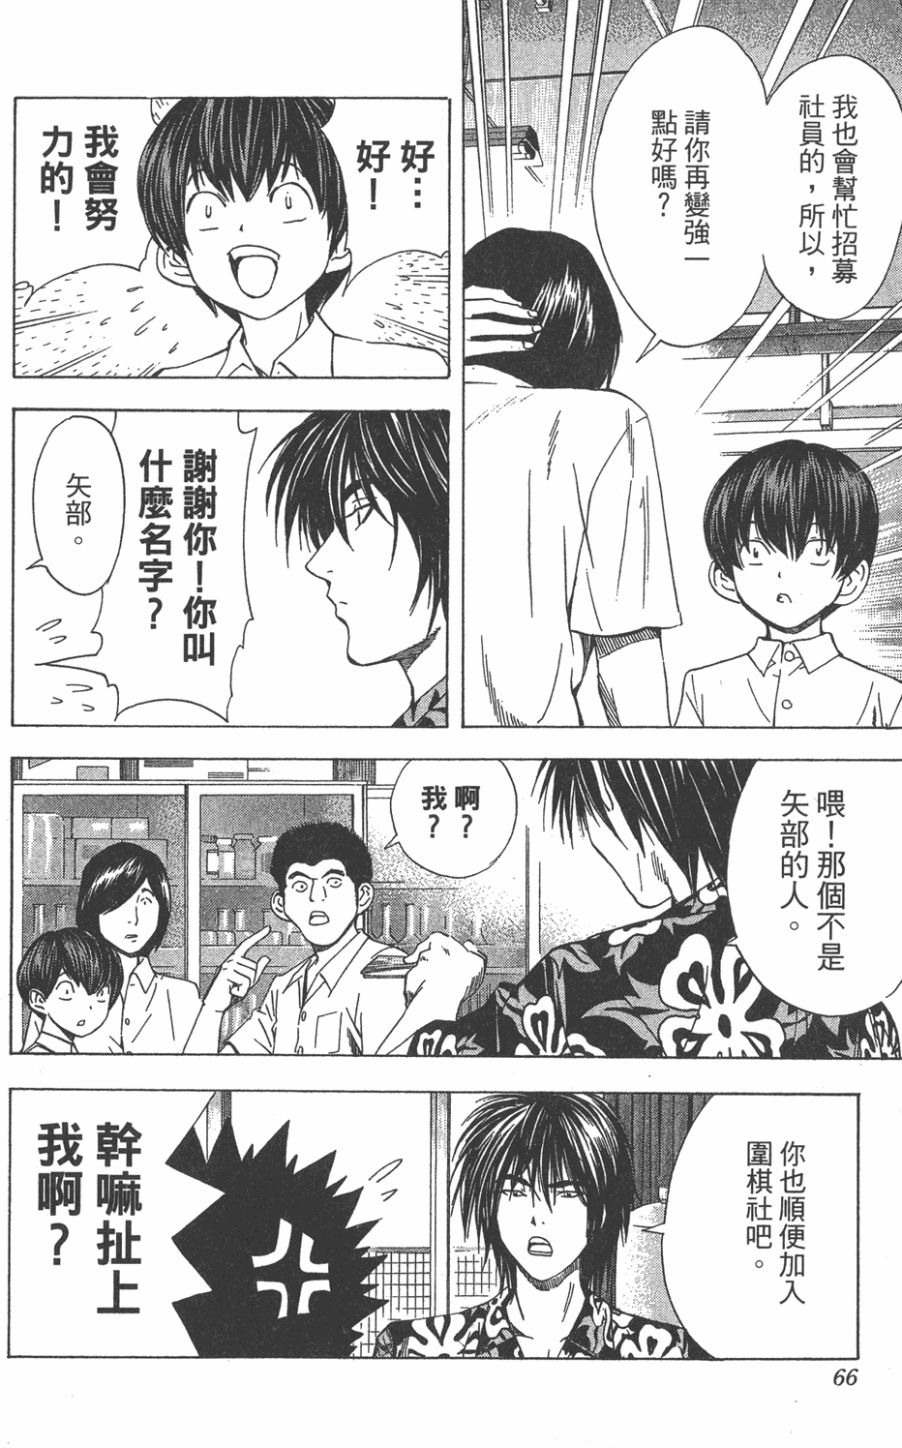 我也會幫忙招募
社員的，所以，
請你再變強一
點好嗎？
好…
好！
我會努
力的！
謝謝你！你叫
什麼名字？
矢部。
喂！那個不是
矢部的人。
啊？
我？
你也順便加入
圍棋社吧。
幹嘛扯上
我啊？
66